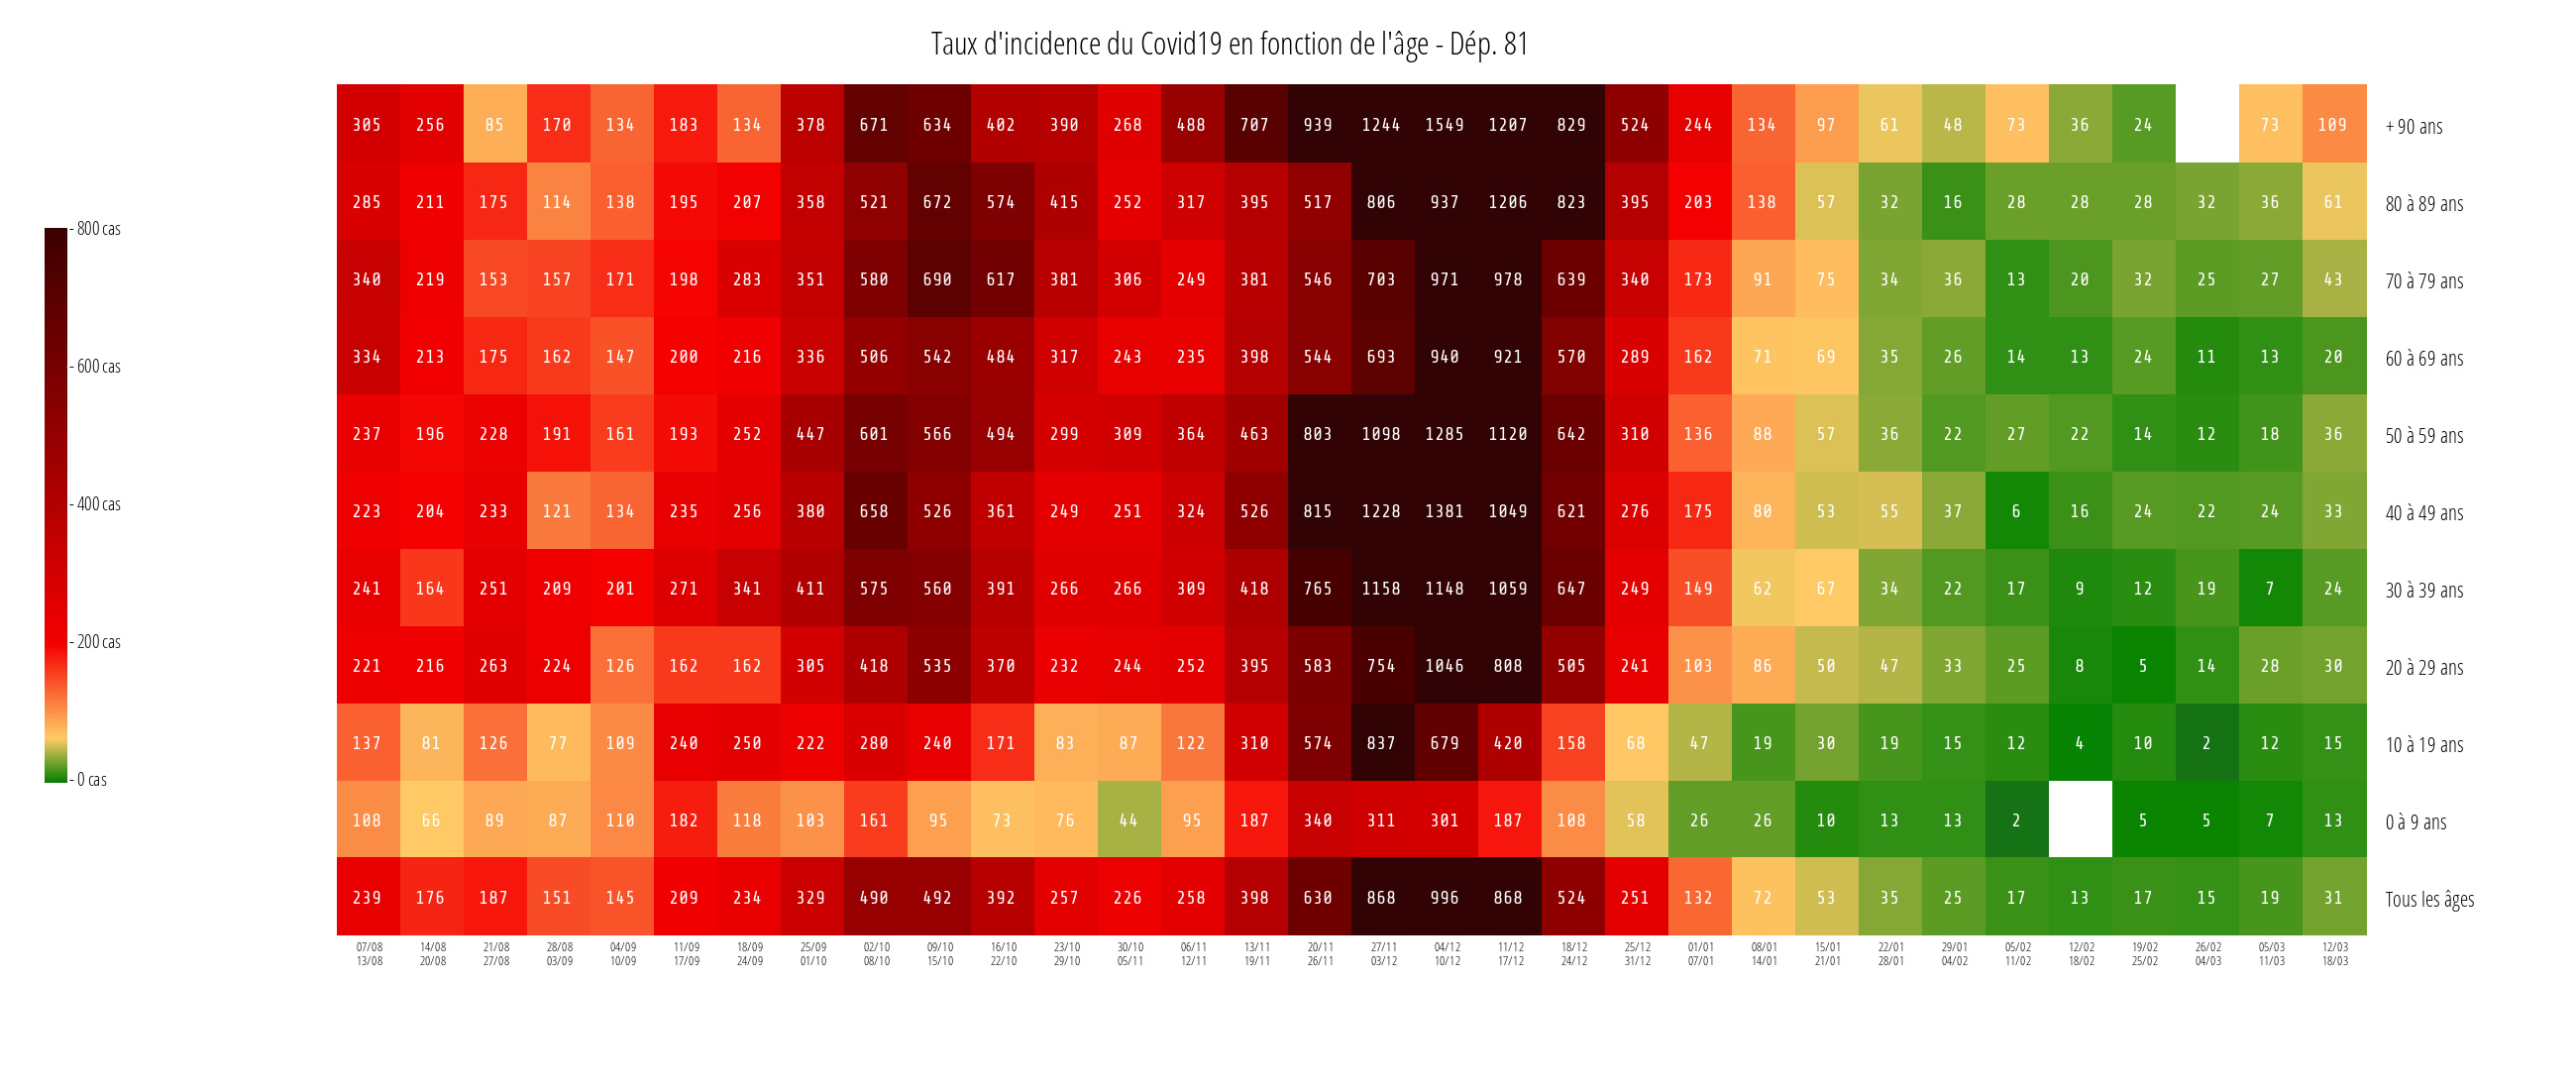 Taux d'incidence du Covid19 en fonction de l'âge - Dép. 81
- 800 cas
- 600 cas
- 400 cas
- 200 cas
- 0 cas
305 256 85 170 134 183 134 378 671 634 402 390 268 488 707 939 1244 1549 1207 829 524 244 134 97 61 48 73 36 24 73 109 + 90 ans
285 211 175 114 138 195 207 358 521 672 574 415 252 317 395 517 806 937 1206 823 395 203 138 57 32 16 28 28 28 32 36 61 80 à 89 ans
340 219 153 157 171 198 283 351 580 690 617 381 306 249 381 546 703 971 978 639 340 173 91 75 34 36 13 20 32 25 27 43 70 à 79 ans
334 213 175 162 147 200 216 336 506 542 484 317 243 235 398 544 693 940 921 570 289 162 71 69 35 26 14 13 24 11 13 20 60 à 69 ans
237 196 228 191 161 193 252 447 601 566 494 299 309 364 463 803 1098 1285 1120 642 310 136 88 57 36 22 27 22 14 12 18 36 50 à 59 ans
223 204 233 121 134 235 256 380 658 526 361 249 251 324 526 815 1228 1381 1049 621 276 175 80 53 55 37 6 16 24 22 24 33 40 à 49 ans
241 164 251 209 201 271 341 411 575 560 391 266 266 309 418 765 1158 1148 1059 647 249 149 62 67 34 22 17 9 12 19 7 24 30 à 39 ans
221 216 263 224 126 162 162 305 418 535 370 232 244 252 395 583 754 1046 808 505 241 103 86 50 47 33 25 8 5 14 28 30 20 à 29 ans
137 81 126 77 109 240 250 222 280 240 171 83 87 122 310 574 837 679 420 158 68 47 19 30 19 15 12 4 10 2 12 15 10 à 19 ans
108 66 89 87 110 182 118 103 161 95 73 76 44 95 187 340 311 301 187 108 58 26 26 10 13 13 2 5 5 7 13 0 à 9 ans
239 176 187 151 145 209 234 329 490 492 392 257 226 258 398 630 868 996 868 524 251 132 72 53 35 25 17 13 17 15 19 31 Tous les âges
07/08 14/08 21/08 28/08 04/09 11/09 18/09 25/09 02/10 09/10 16/10 23/10 30/10 06/11 13/11 20/11 27/11 04/12 11/12 18/12 25/12 01/01 08/01 15/01 22/01 29/01 05/02 12/02 19/02 26/02 05/03 12/03
13/08 20/08 27/08 03/09 10/09 17/09 24/09 01/10 08/10 15/10 22/10 29/10 05/11 12/11 19/11 26/11 03/12 10/12 17/12 24/12 31/12 07/01 14/01 21/01 28/01 04/02 11/02 18/02 25/02 04/03 11/03 18/03